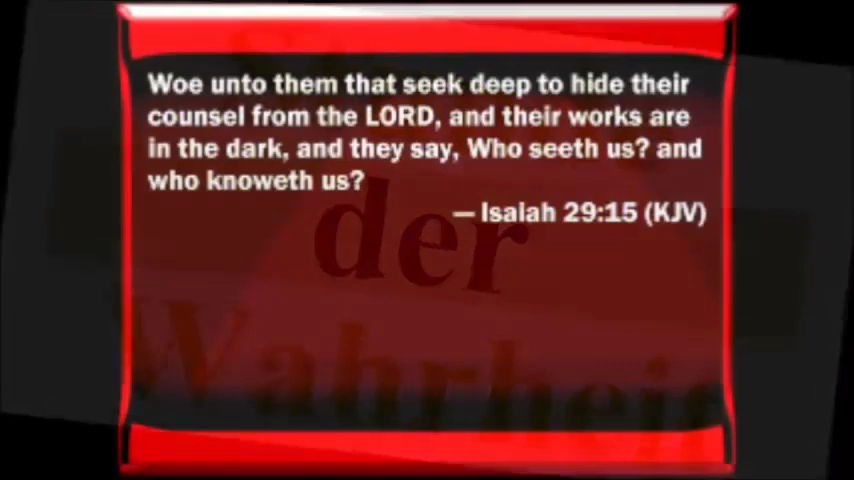 Woe unto them that seek deep to hide their
counsel from the LORD, and their works are
in the dark, and they say, Who seeth us? and
who knoweth us?
— Isaiah 29:15 (KJV)
der
Wahrheit